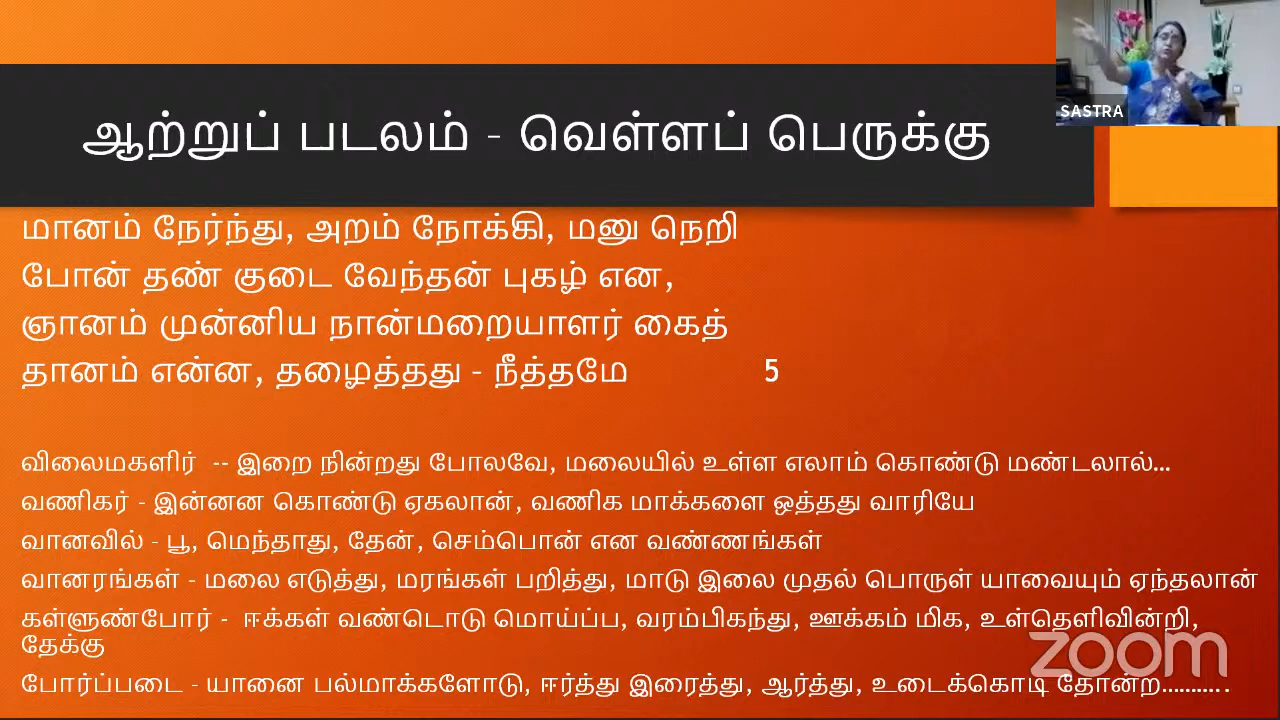 SASTRA
ஆற்றுப் படலம் - வெள்ளப் பெருக்கு
மானம் நேர்ந்து, அறம் நோக்கி, மனு நெறி
போன் தண் குடை வேந்தன் புகழ் என,
ஞானம் முன்னிய நான்மறையாளர் கைத்
தானம் என்ன, தழைத்தது - நீத்தமே 5
விலைமகளிர் -- இறை நின்றது போலவே, மலையில் உள்ள எலாம் கொண்டு மண்டலால்...
வணிகர் - இன்னன கொண்டு ஏகலான், வணிக மாக்களை ஒத்தது வாரியே
வானவில் - பூ, மெந்தாது, தேன், செம்பொன் என வண்ணங்கள்
வானரங்கள் - மலை எடுத்து, மரங்கள் பறித்து, மாடு இலை முதல் பொருள் யாவையும் ஏந்தலான்
கள்ளுண்போர் - ஈக்கள் வண்டொடு மொய்ப்ப, வரம்பிகந்து, ஊக்கம் மிக, உள்தெளிவின்றி,
தேக்கு
போர்ப்படை - யானை பல்மாக்களோடு, ஈர்த்து இரைத்து, ஆர்த்து, உடைக்கொடி தோன்ற...........
zoom